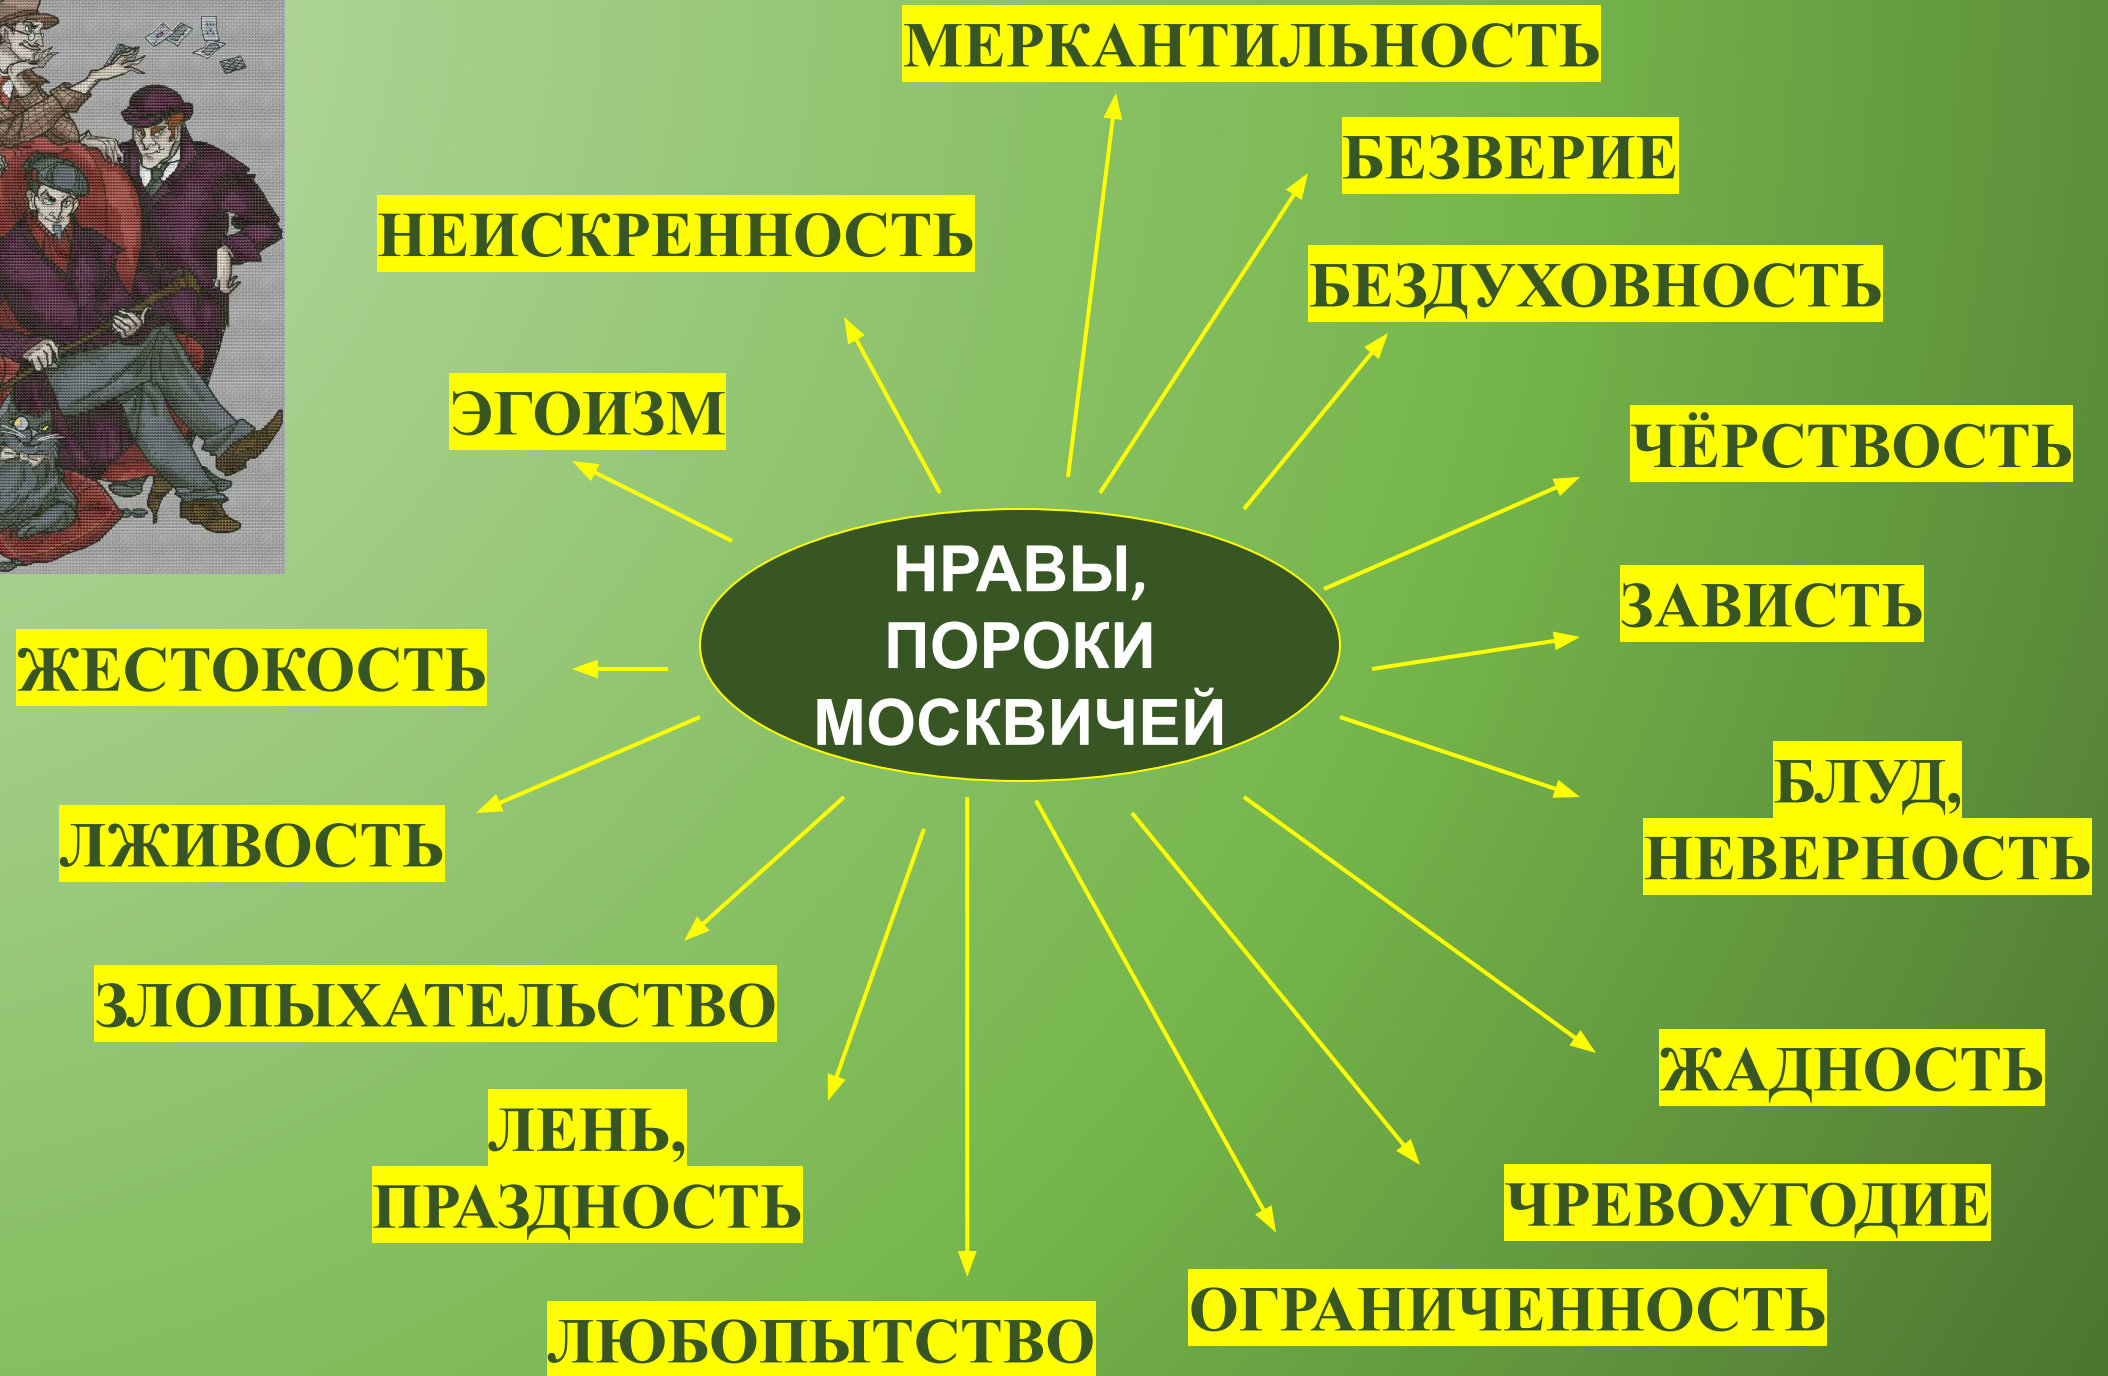 МЕРКАНТИЛЬНОСТЬ
БЕЗВЕРИЕ
НЕИСКРЕННОСТЬ
БЕЗДУХОВНОСТЬ
ЭГОИЗМ
ЧЁРСТВОСТЬ
НРАВЫ,
ПОРОКИ
МОСКВИЧЕЙ
ЗАВИСТЬ
ЖЕСТОКОСТЬ
БЛУД,
НЕВЕРНОСТЬ
ЛЖИВОСТЬ
ЗЛОПЫХАТЕЛЬСТВО
ЖАДНОСТЬ
ЛЕНЬ,
ПРАЗДНОСТЬ
ЧРЕВОУГОДИЕ
ОГРАНИЧЕННОСТЬ
ЛЮБОПЫТСТВО